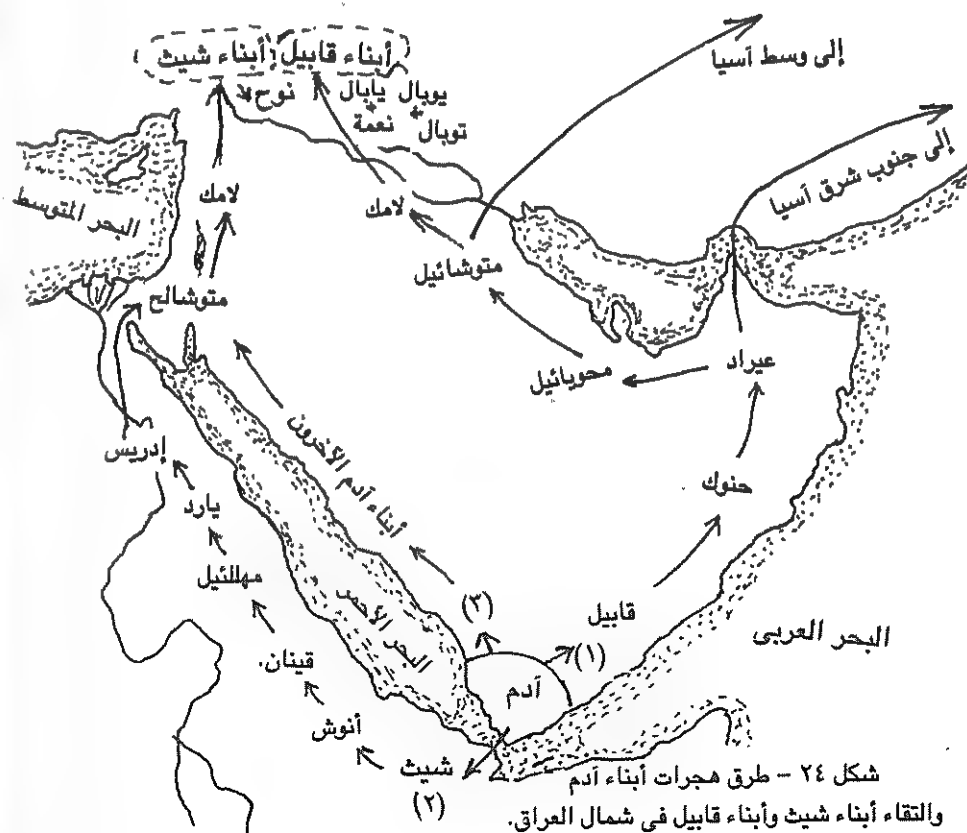 أبناء قابيل
أبناء شيث
يوبال
يابال
نوح
توبال
نعمة
إلى وسط آسيا
إلى جنوب شرق آسيا
البحر المتوسط
لامك
لامك
متوشائيل
متوشالح
محويائيل
عيراد
أبناء آدم الآخرون
إدريس
حنوك
يارد
مهللئيل
قابيل
(٣)
(١)
البحر العربى
البحر الأحمر
قينان.
آدم
أنوش
شيث
(٢)
شكل ٢٤ – طرق هجرات أبناء آدم
والتقاء أبناء شيث وأبناء قابيل فى شمال العراق.